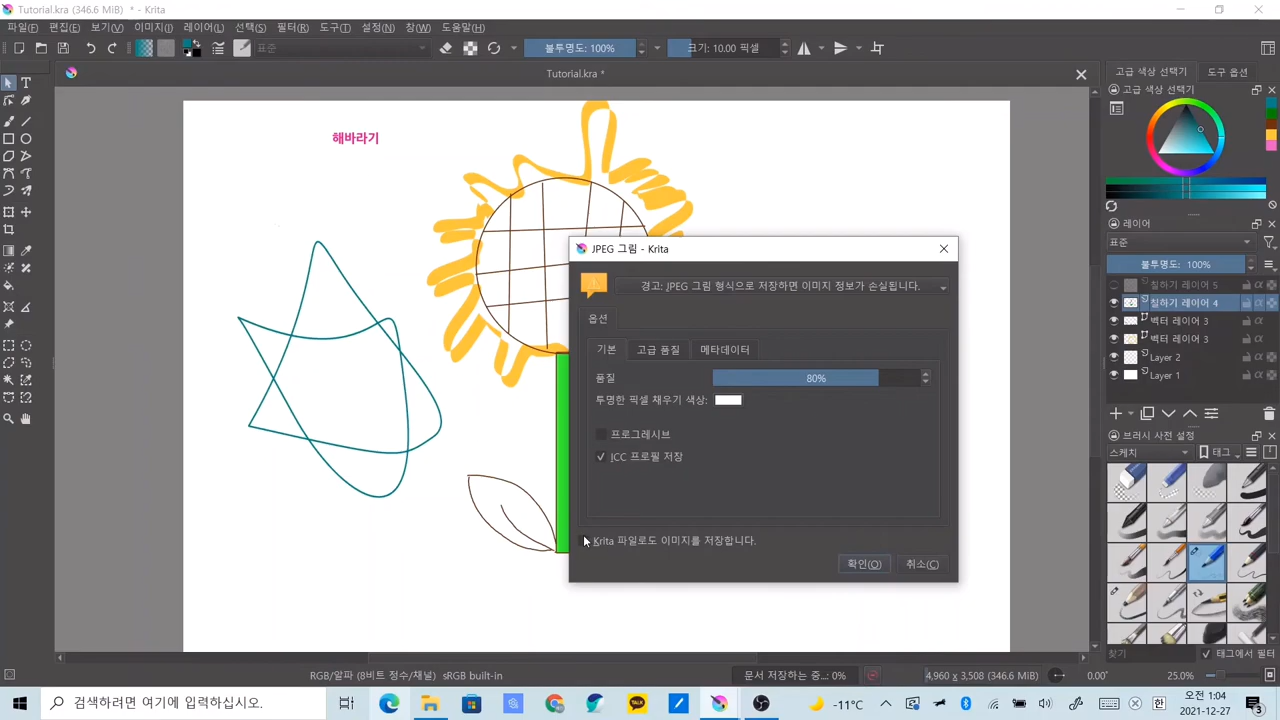 Tutorial.kra (346.6 MiB) * - Krita
파일(F) 편집(E) 보기(V) 이미지(I) 레이어(L) 선택(S) 필터(R) 도구(T) 설정(N) 창(W) 도움말(H)
표준 불투명도: 100% 크기: 10.00 픽셀
Tutorial.kra *
고급 색상 선택기 도구 옵션
고급 색상 선택기
해바라기
레이어
표준
불투명도: 100%
칠하기 레이어 5
칠하기 레이어 4
벡터 레이어 3
벡터 레이어 3
Layer 2
Layer 1
JPEG 그림 - Krita
경고: JPEG 그림 형식으로 저장하면 이미지 정보가 손실됩니다.
옵션
기본 고급 품질 메타데이터
품질 80%
투명한 픽셀 채우기 색상:
프로그레시브
ICC 프로필 저장
Krita 파일로도 이미지를 저장합니다.
확인(O) 취소(C)
브러시 사전 설정
스케치 태그
찾기 태그에서 필터
RGB/알파 (8비트 정수/채널) sRGB built-in 문서 저장하는 중...: 0% 4,960 x 3,508 (346.6 MiB) 0.00° 25.0%
검색하려면 여기에 입력하십시오. TALK -11°C 한 오전 1:04
2021-12-27 3